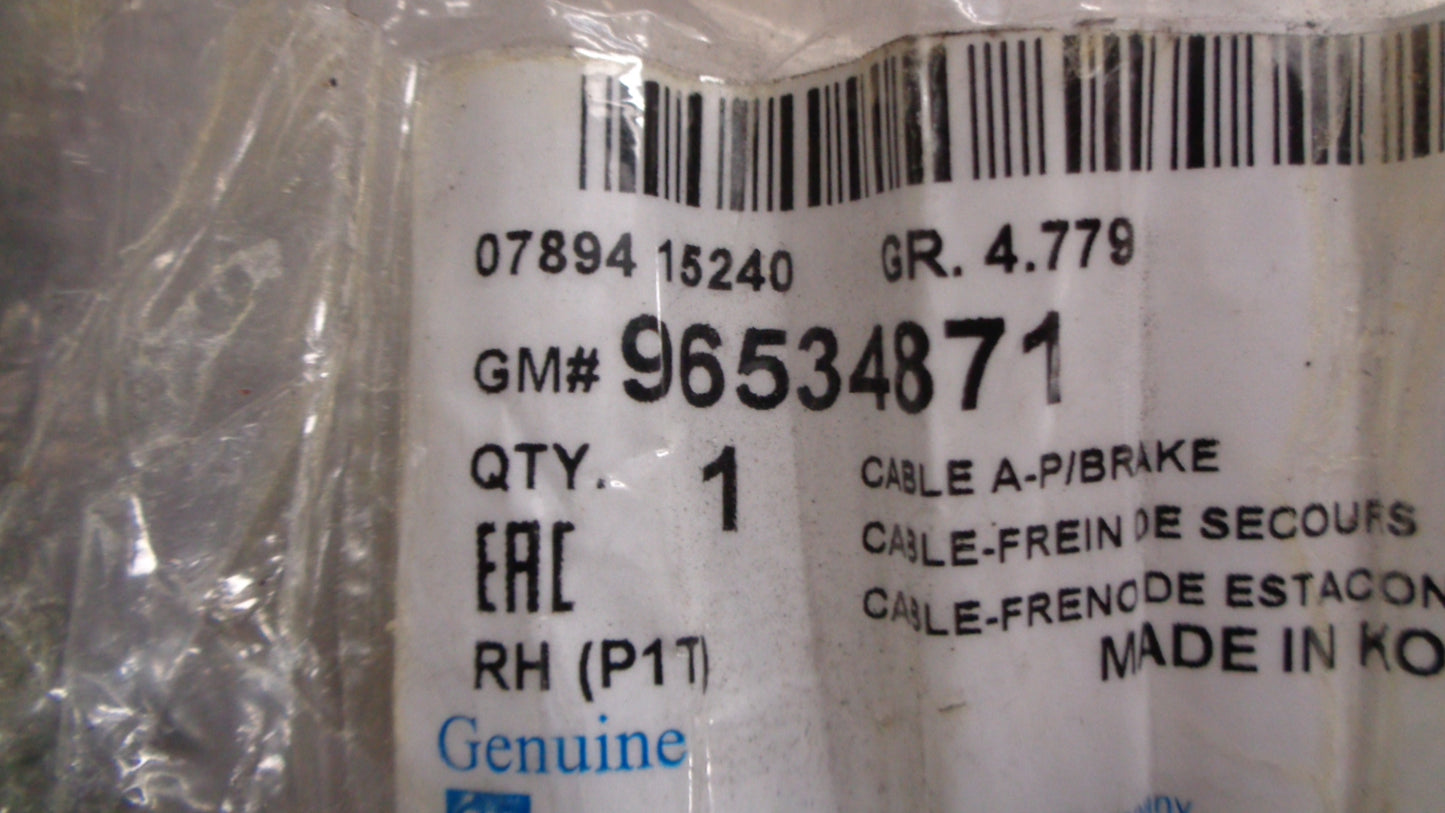 07894 15240 GR. 4.779
GM# 96534871
QTY. 1 CABLE A-P/BRAKE
CABLE-FREIN DE SECOURS
EAC
CABLE-FRENO DE ESTACON
MADE IN KO
RH (P1T)
Genuine